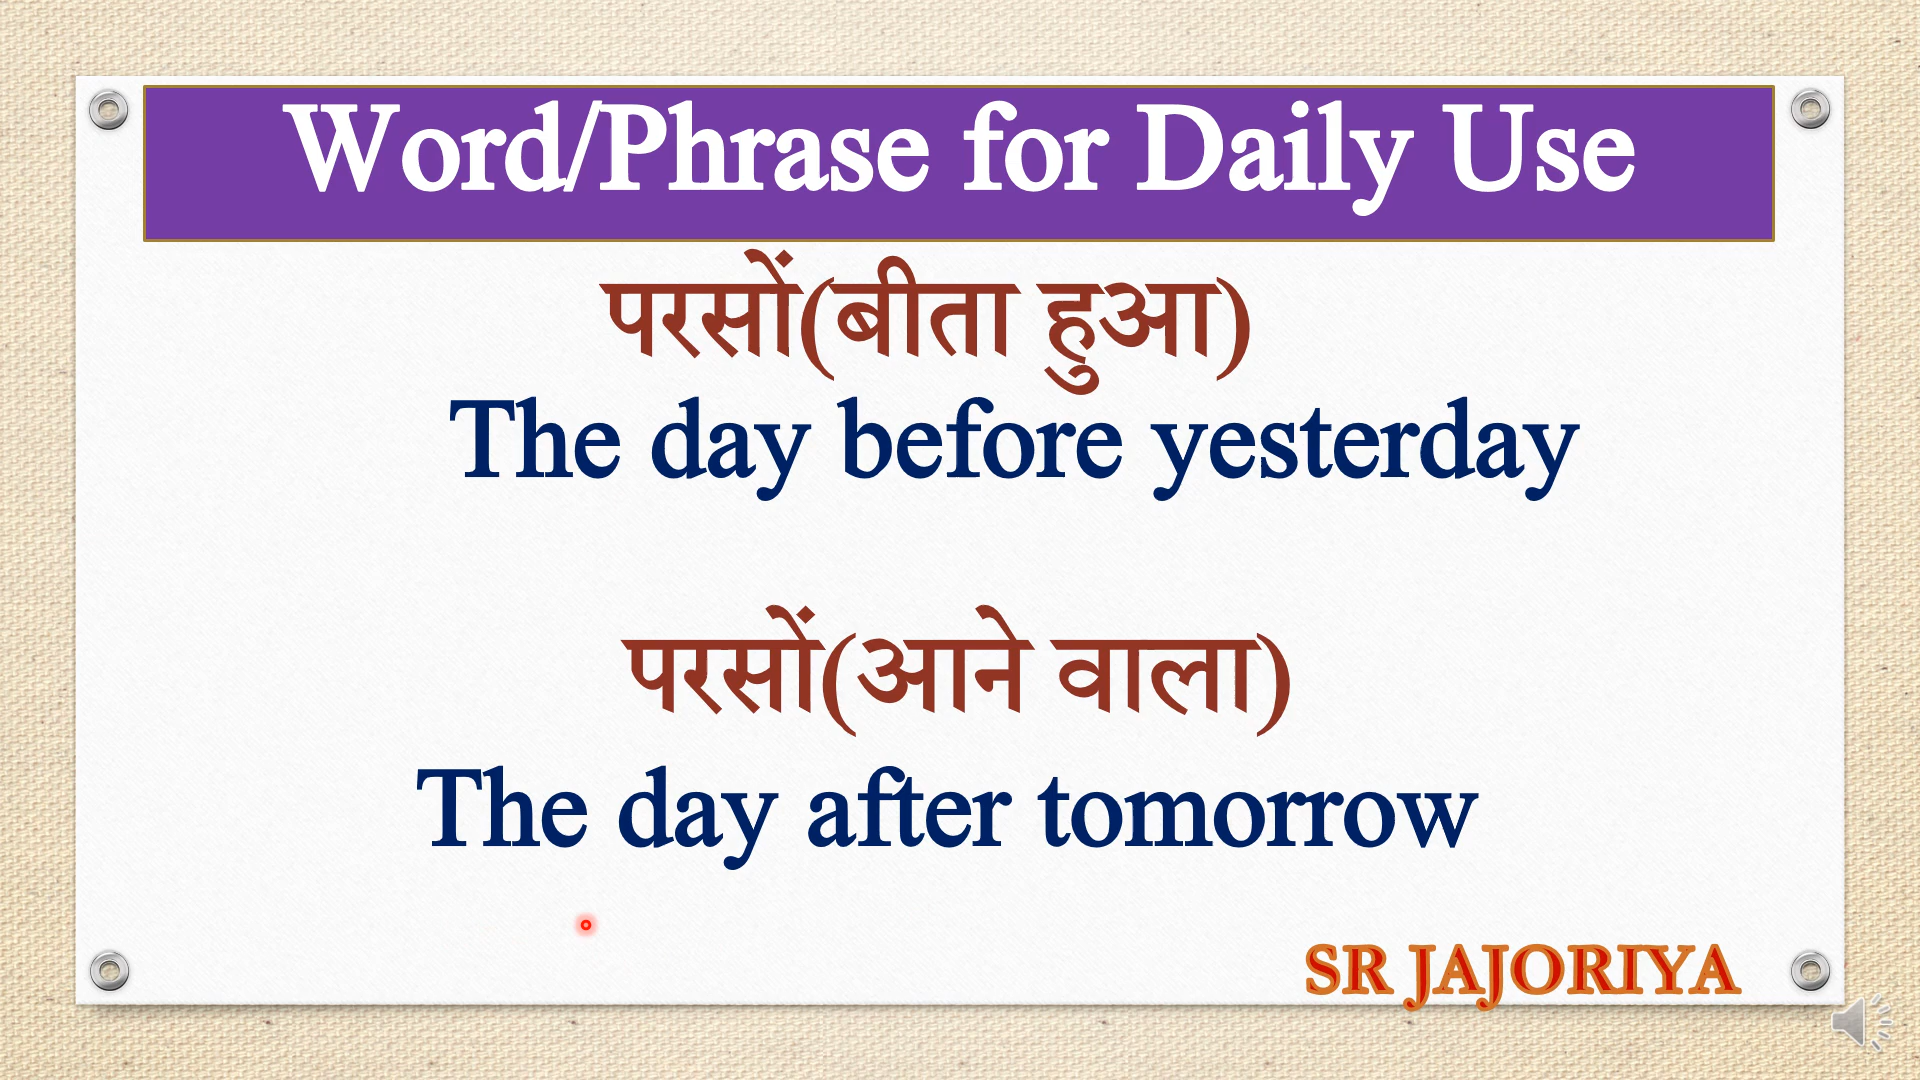 Word/Phrase for Daily Use
परसों(बीता हुआ)
The day before yesterday
परसों(आने वाला)
The day after tomorrow
SR JAJORIYA